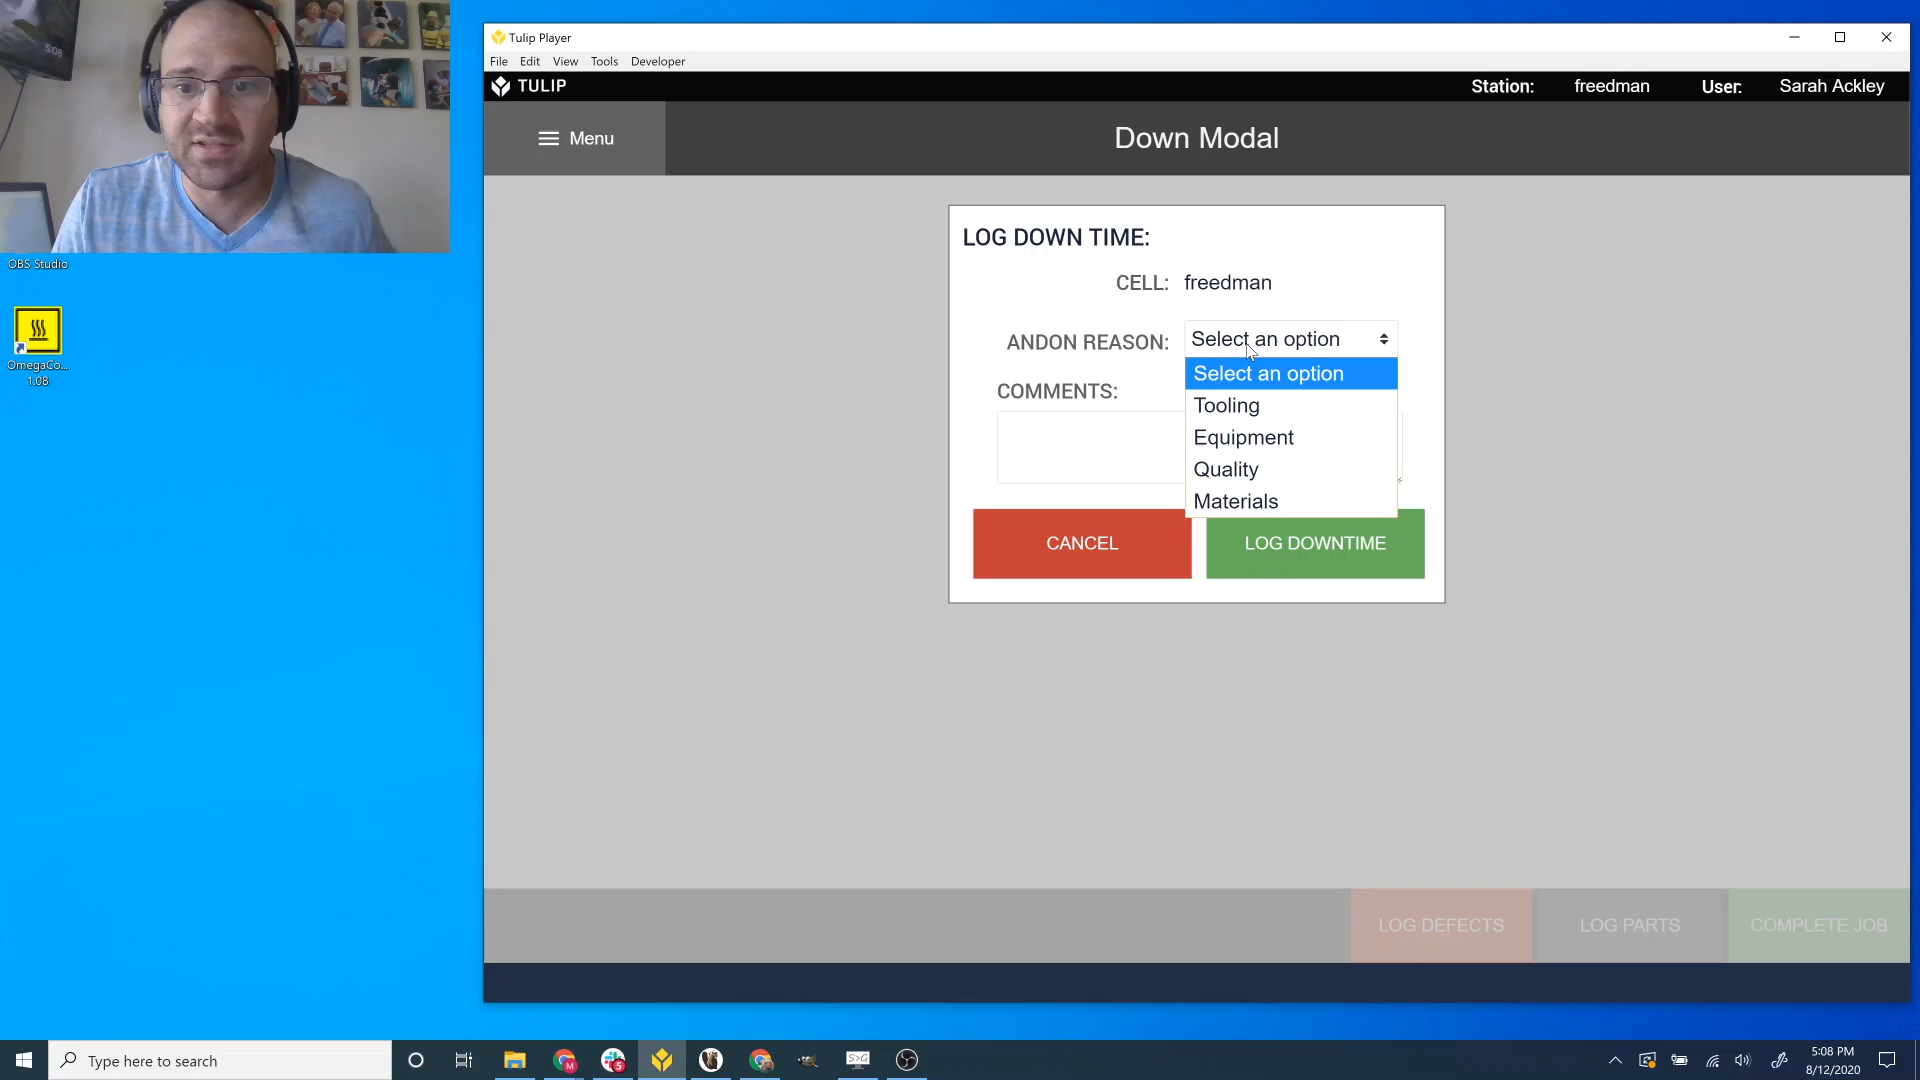 5:08
OBS Studio
OmegaCo...
1.08
Tulip Player
File Edit View Tools Developer
TULIP
Station: freedman User: Sarah Ackley
Menu
Down Modal
LOG DOWN TIME:
CELL: freedman
ANDON REASON: Select an option
Select an option
Tooling
Equipment
Quality
Materials
COMMENTS:
CANCEL
LOG DOWNTIME
LOG DEFECTS
LOG PARTS
COMPLETE JOB
Type here to search
M
5
S>G
5:08 PM
8/12/2020